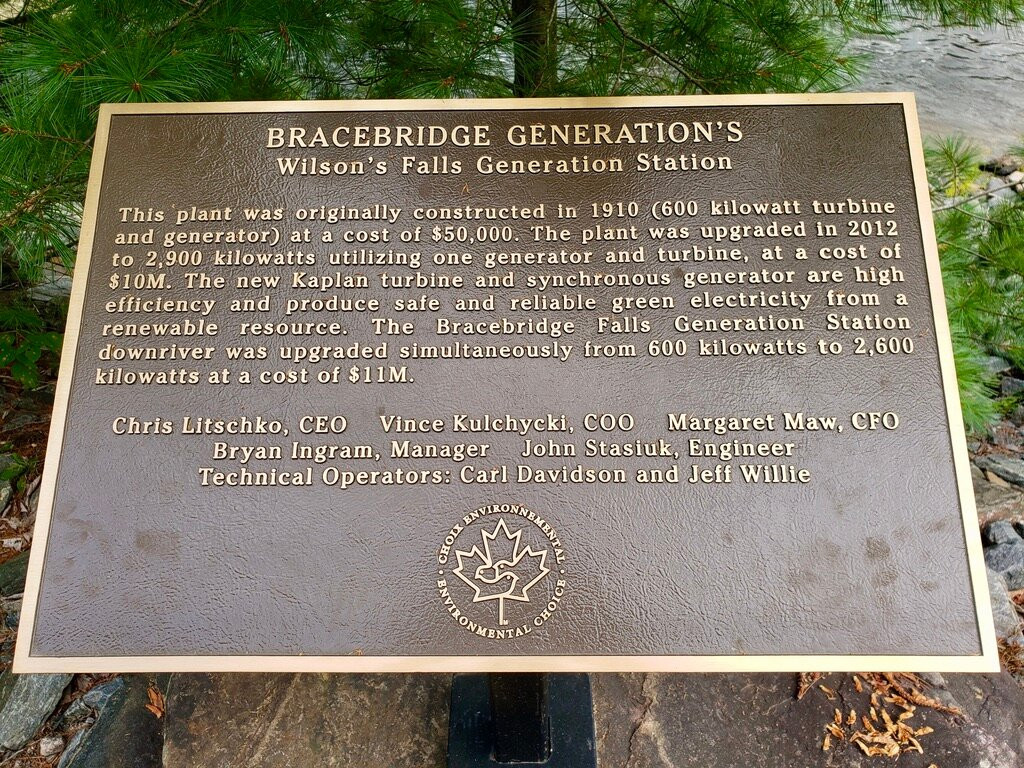 BRACEBRIDGE GENERATION'S
Wilson's Falls Generation Station
This plant was originally constructed in 1910 (600 kilowatt turbine
and generator) at a cost of $50,000. The plant was upgraded in 2012
to 2,900 kilowatts utilizing one generator and turbine, at a cost of
$10M. The new Kaplan turbine and synchronous generator are high
efficiency and produce safe and reliable green electricity from a
renewable resource. The Bracebridge Falls Generation Station
downriver was upgraded simultaneously from 600 kilowatts to 2,600
kilowatts at a cost of $11M.
Chris Litschko, CEO Vince Kulchycki, COO Margaret Maw, CFO
Bryan Ingram, Manager John Stasiuk, Engineer
Technical Operators: Carl Davidson and Jeff Willie
CHOIX ENVIRONNEMENTAL
ENVIRONMENTAL CHOICE